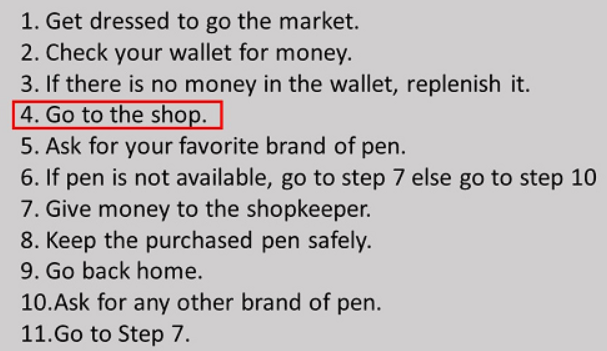 1. Get dressed to go the market.
2. Check your wallet for money.
3. If there is no money in the wallet, replenish it.
4. Go to the shop.
5. Ask for your favorite brand of pen.
6. If pen is not available, go to step 7 else go to step 10
7. Give money to the shopkeeper.
8. Keep the purchased pen safely.
9. Go back home.
10.Ask for any other brand of pen.
11.Go to Step 7.